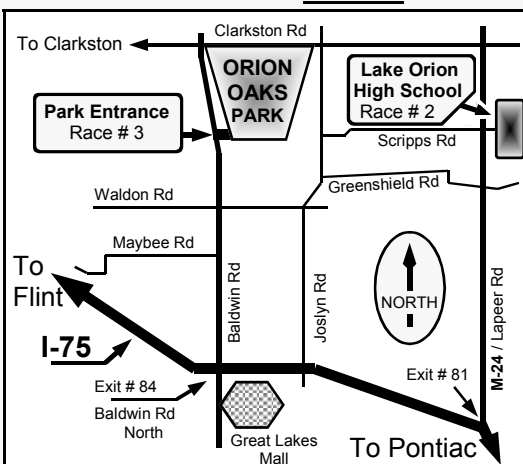 Clarkston Rd
To Clarkston
ORION
OAKS
PARK
Lake Orion
High School
Race # 2
Park Entrance
Race # 3
Scripps Rd
Greenshield Rd
Waldon Rd
Maybee Rd
To
Flint
Baldwin Rd
Joslyn Rd
NORTH
M-24 / Lapeer Rd
I-75
Exit # 84
Baldwin Rd
North
Exit # 81
Great Lakes
Mall
To Pontiac